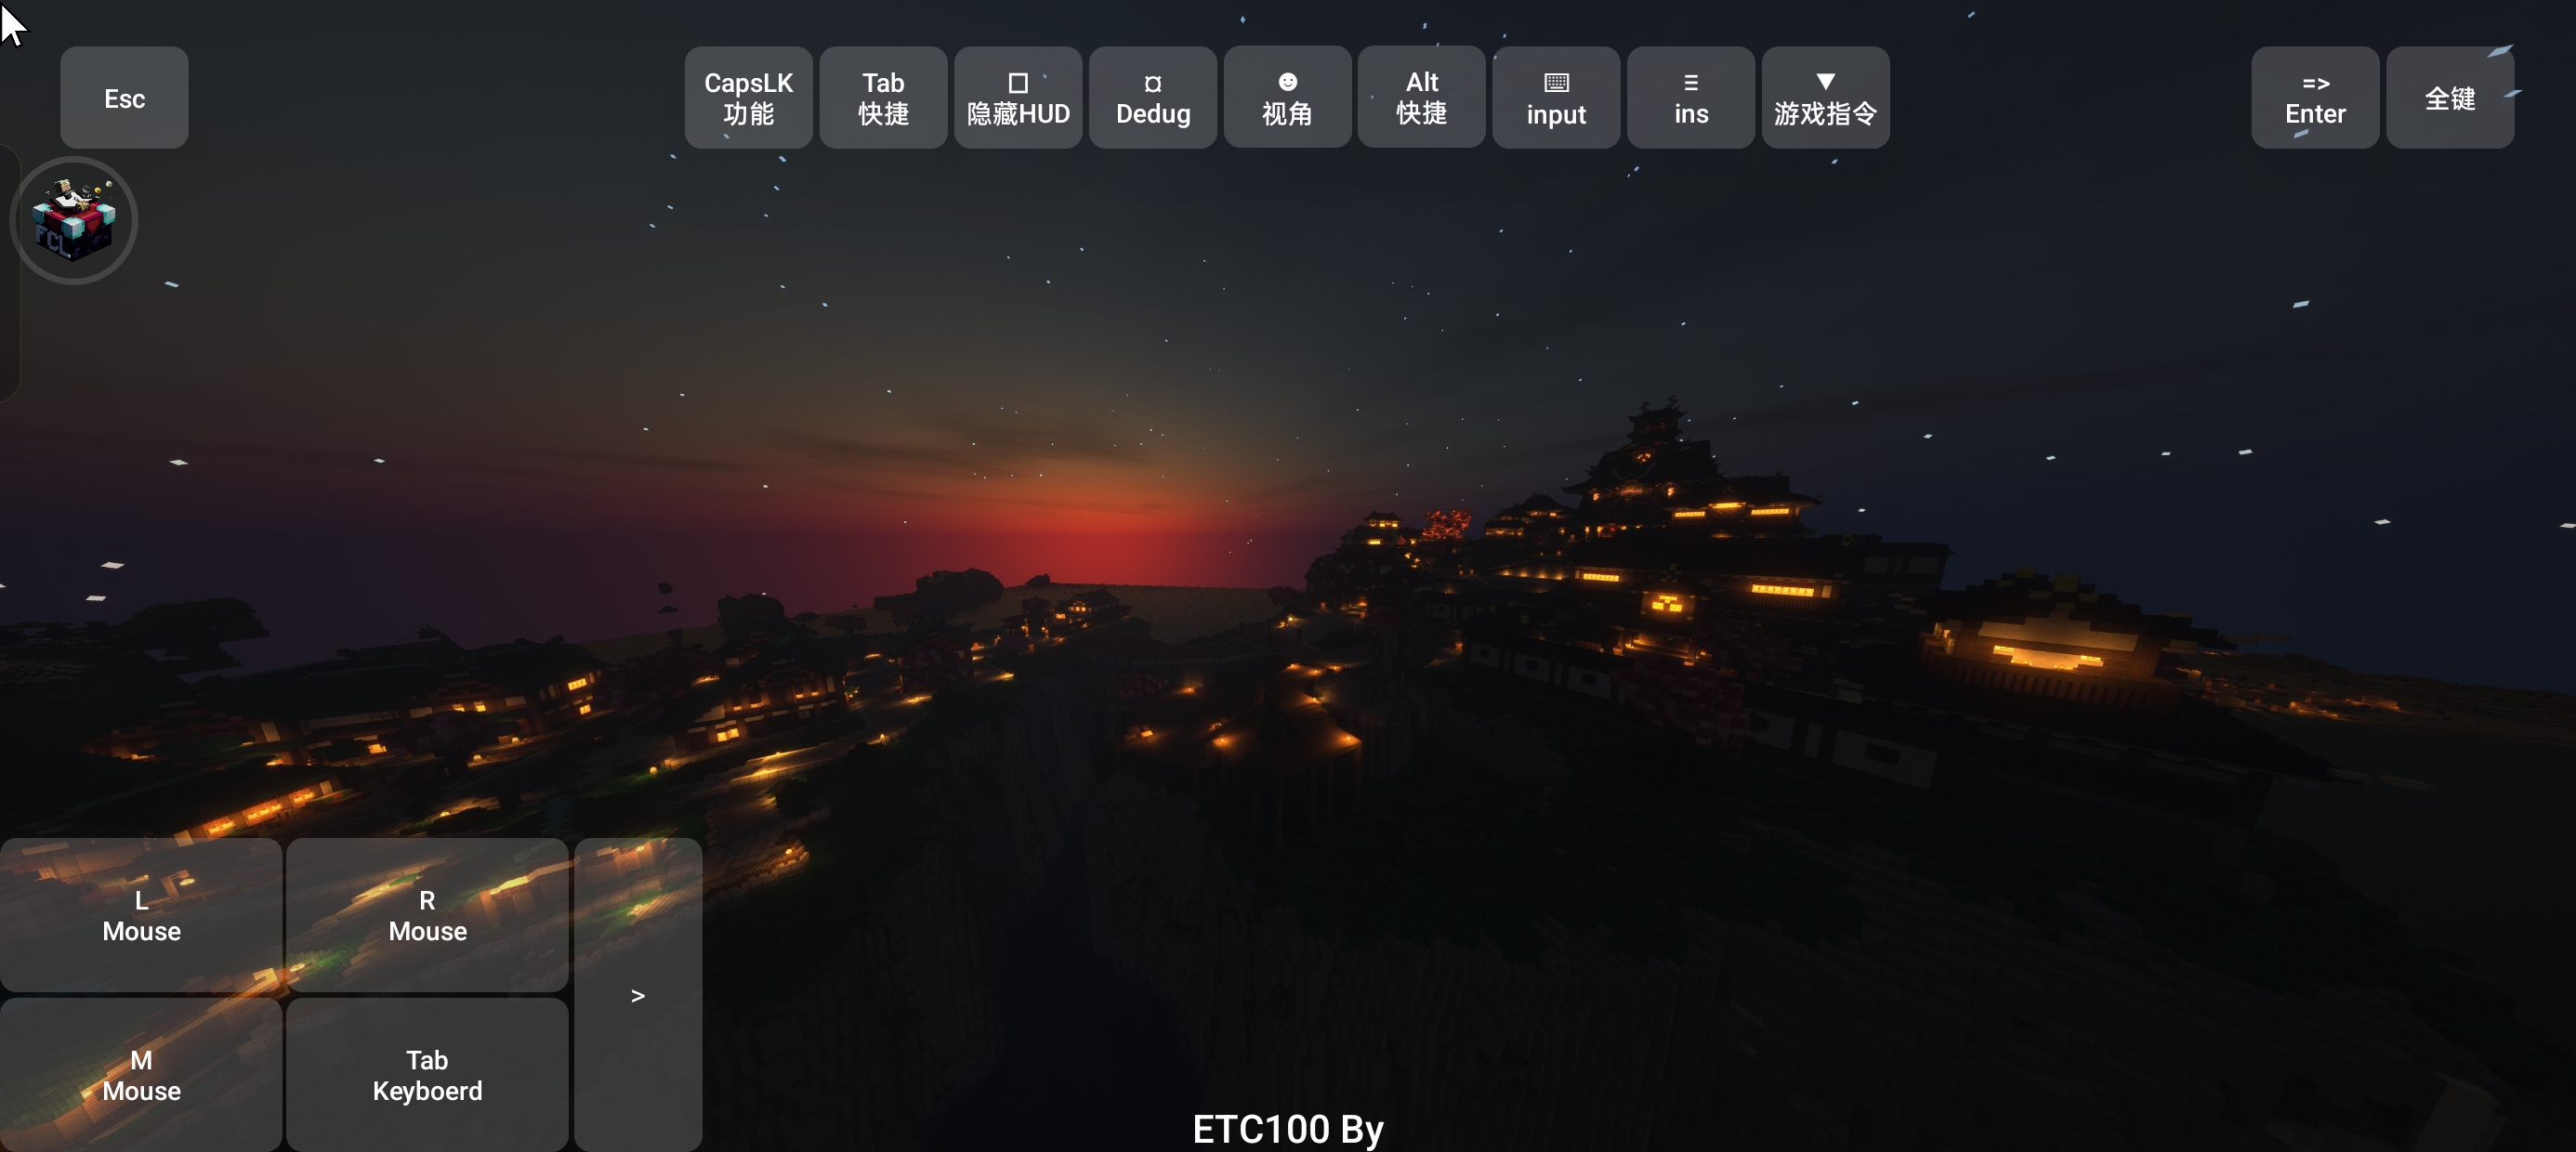 Esc
CapsLK
功能
Tab
快捷
隐藏HUD
Dedug
视角
Alt
快捷
input
ins
游戏指令
=>
Enter
全键
FCL
L
Mouse
R
Mouse
>
M
Mouse
Tab
Keyboerd
ETC100 By